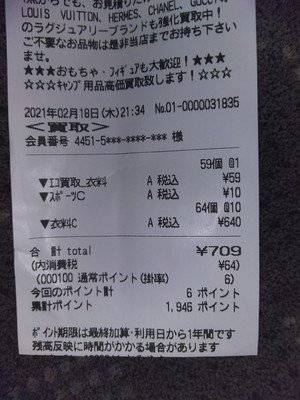 LOUIS VUITTON, HERMES, CHANEL, GUCCI
のラグジュアリーブランドも強化買取中!
ご不要なお品物は是非当店までお持ち下さい
ませ。
★★★おもちゃ・フィギュアも大歓迎!★★★
☆☆☆☆キャンプ用品高価買取致します!☆☆☆☆
2021年02月18日(木)21:34 No.01-0000031835
<買取>
会員番号 4451-5***-****-*** 様
59個 @1
▼エコ買取_衣料 A 税込 ¥59
▼スポーツC A 税込 ¥10
64個 @10
▼衣料C A 税込 ¥640
合 計 total ¥709
(内消費税 ¥64)
(000100 通常ポイント(掛率) 6)
今回のポイント計 6 ポイント
累計ポイント 1,946 ポイント
ポイント期限は最終加算・利用日から1年間です
残高反映に時間がかかる場合があります